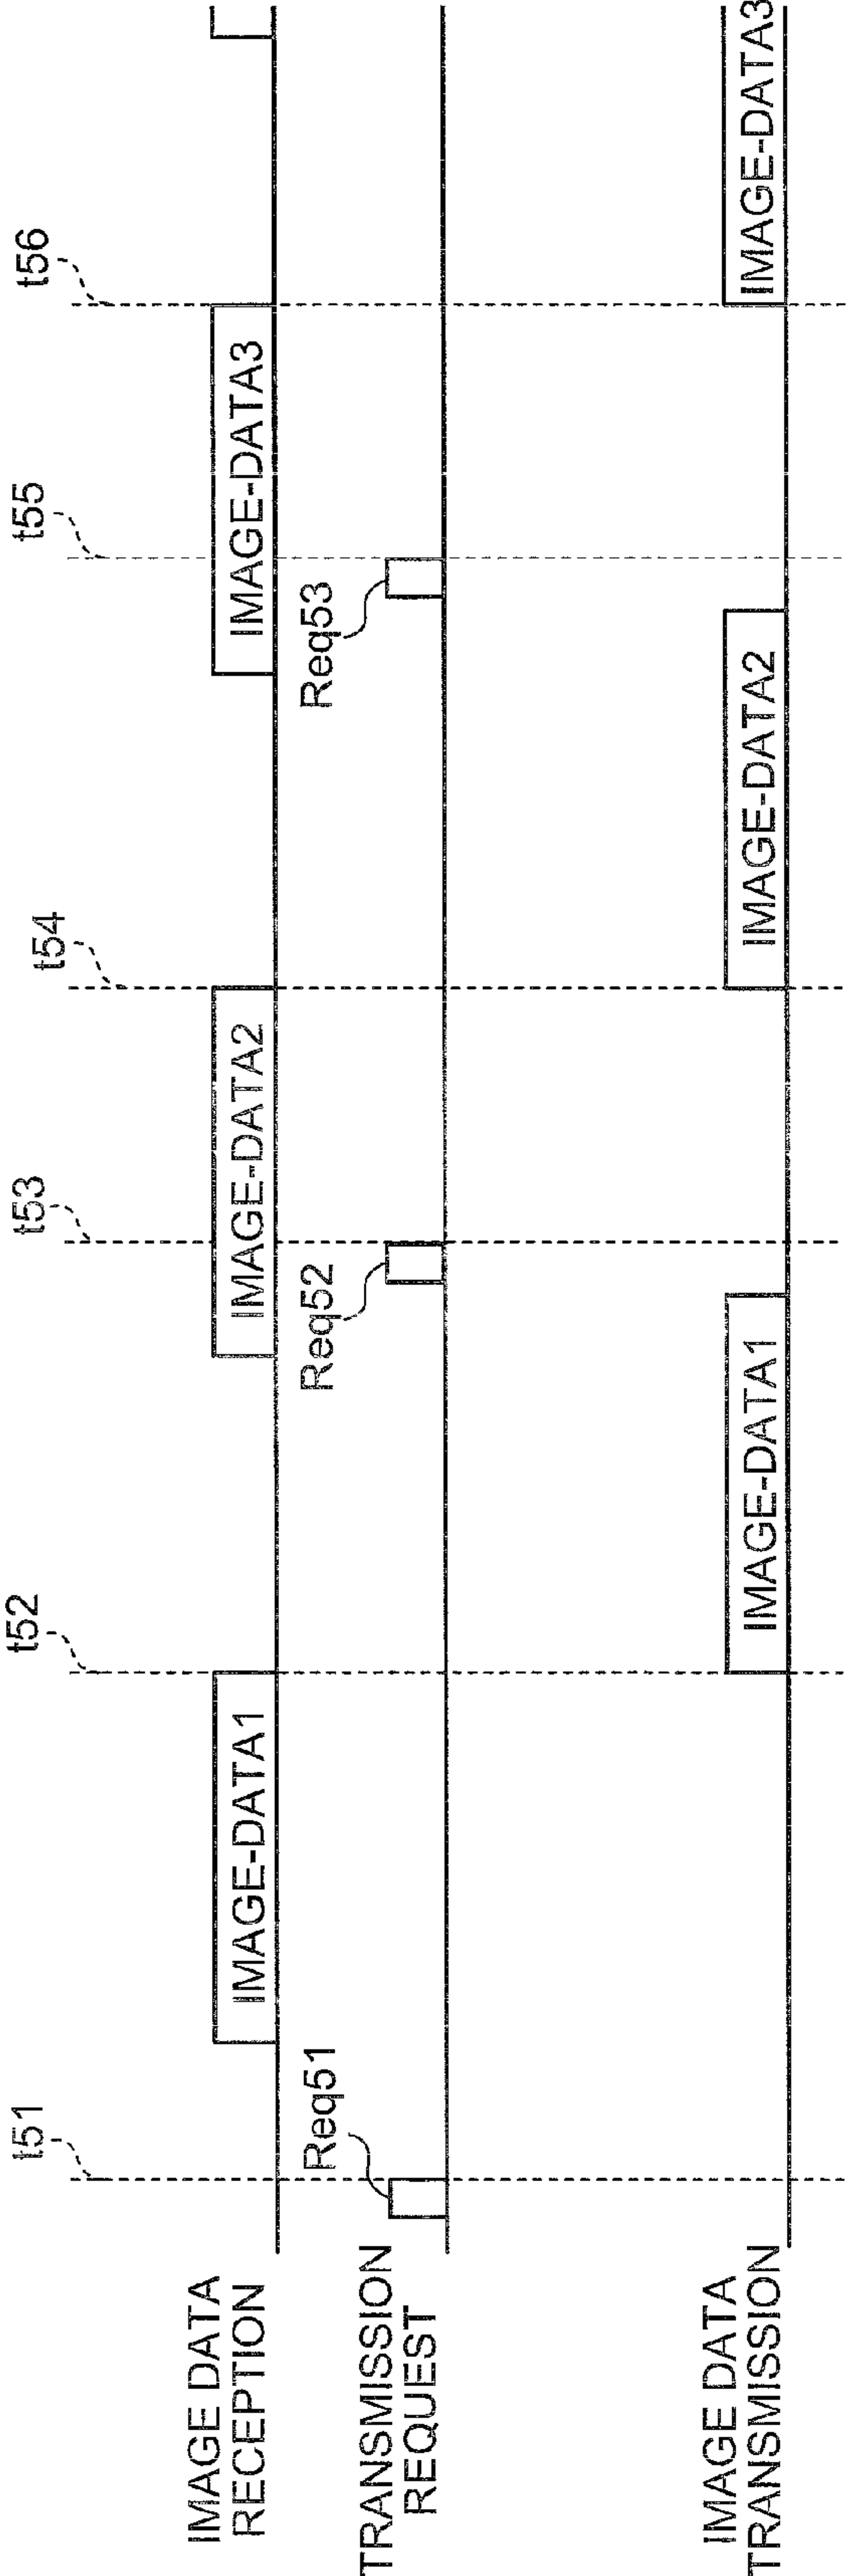 t51
t52
t53
t54
t55
t56
IMAGE DATA
RECEPTION
IMAGE-DATA1
IMAGE-DATA2
IMAGE-DATA3
TRANSMISSION
REQUEST
Req51
Req52
Req53
IMAGE DATA
TRANSMISSION
IMAGE-DATA1
IMAGE-DATA2
IMAGE-DATA3